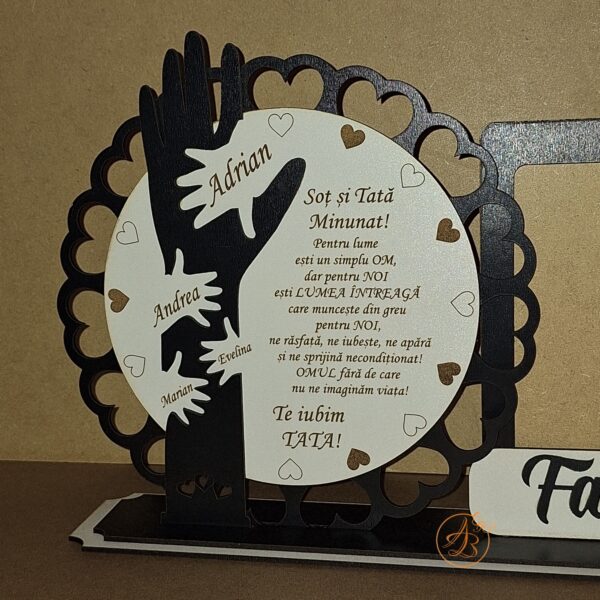 Adrian
Andrea
Evelina
Marian
Soț și Tată
Minunat!
Pentru lume
ești un simplu OM,
dar pentru NOI
ești LUMEA ÎNTREAGĂ
care muncește din greu
pentru NOI,
ne răsfață, ne iubește, ne apără
și ne sprijină necondiționat!
OMUL fără de care
nu ne imaginăm viața!
Te iubim
TATA!
Fa